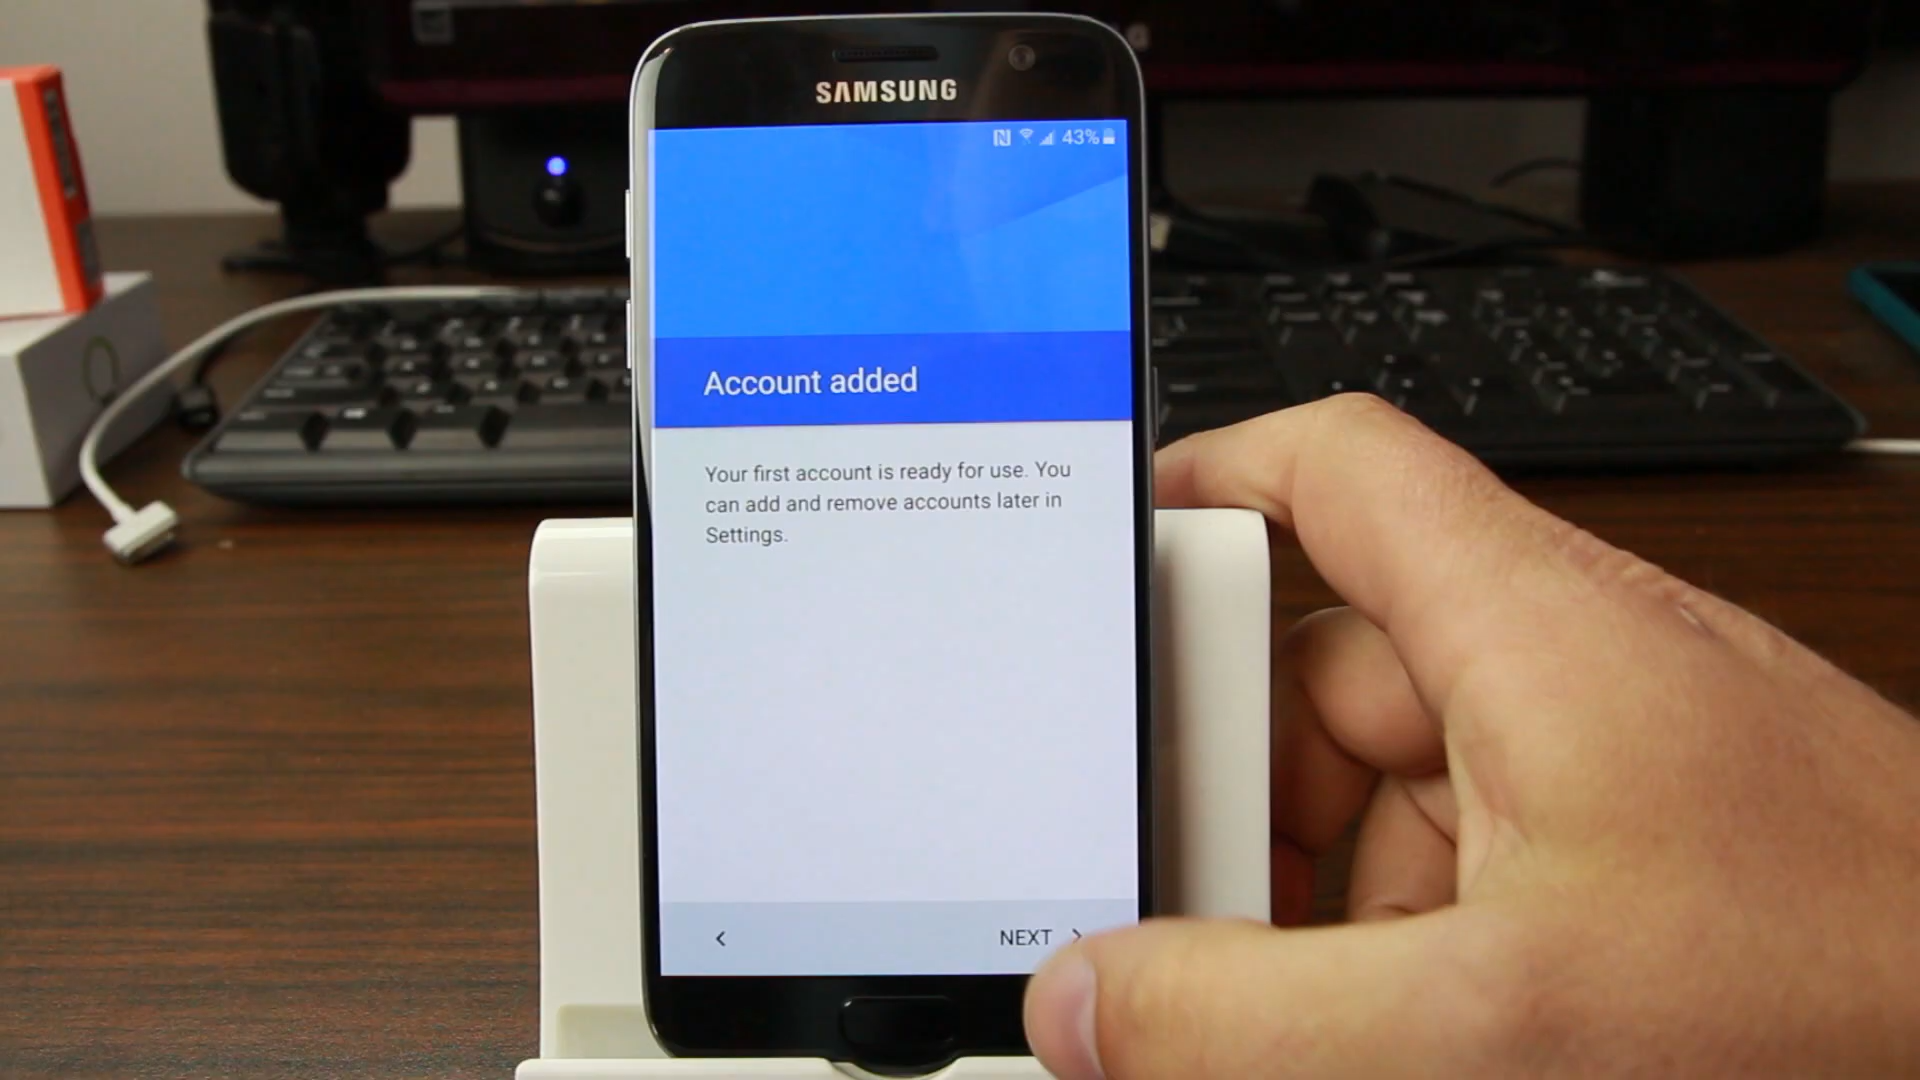 SAMSUNG
43%
Account added
Your first account is ready for use. You
can add and remove accounts later in
Settings.
NEXT